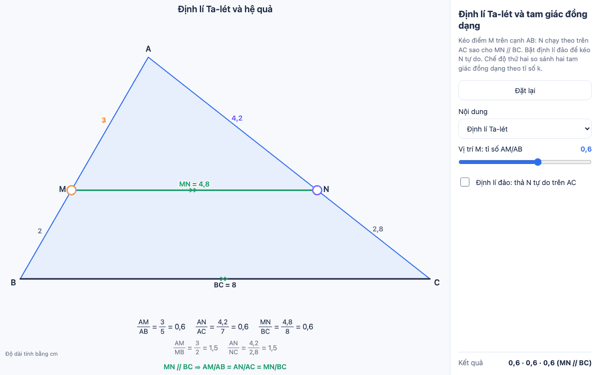 Định lí Ta-lét và hệ quả
A
3
4,2
M
MN = 4,8
N
2
2,8
B
C
BC = 8
AM/AB = 3/5 = 0,6 AN/AC = 4,2/7 = 0,6 MN/BC = 4,8/8 = 0,6
AM/MB = 3/2 = 1,5 AN/NC = 4,2/2,8 = 1,5
Độ dài tính bằng cm
MN // BC ⇒ AM/AB = AN/AC = MN/BC
Định lí Ta-lét và tam giác đồng
dạng
Kéo điểm M trên cạnh AB: N chạy theo trên
AC sao cho MN // BC. Bật định lí đảo để kéo
N tự do. Chế độ thứ hai so sánh hai tam
giác đồng dạng theo tỉ số k.
Đặt lại
Nội dung
Định lí Ta-lét
Vị trí M: tỉ số AM/AB 0,6
Định lí đảo: thả N tự do trên AC
Kết quả 0,6 · 0,6 · 0,6 (MN // BC)